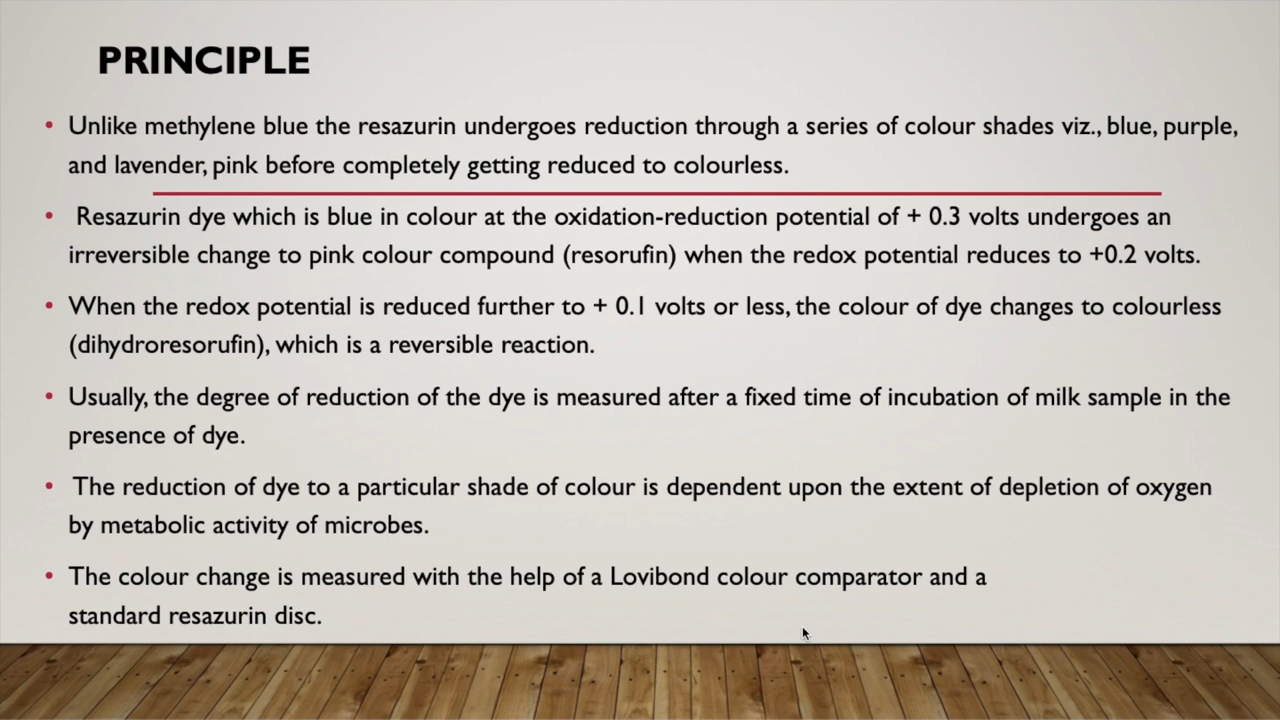 PRINCIPLE
• Unlike methylene blue the resazurin undergoes reduction through a series of colour shades viz., blue, purple,
and lavender, pink before completely getting reduced to colourless.
• Resazurin dye which is blue in colour at the oxidation-reduction potential of + 0.3 volts undergoes an
irreversible change to pink colour compound (resorufin) when the redox potential reduces to +0.2 volts.
• When the redox potential is reduced further to + 0.1 volts or less, the colour of dye changes to colourless
(dihydroresorufin), which is a reversible reaction.
• Usually, the degree of reduction of the dye is measured after a fixed time of incubation of milk sample in the
presence of dye.
• The reduction of dye to a particular shade of colour is dependent upon the extent of depletion of oxygen
by metabolic activity of microbes.
• The colour change is measured with the help of a Lovibond colour comparator and a
standard resazurin disc.